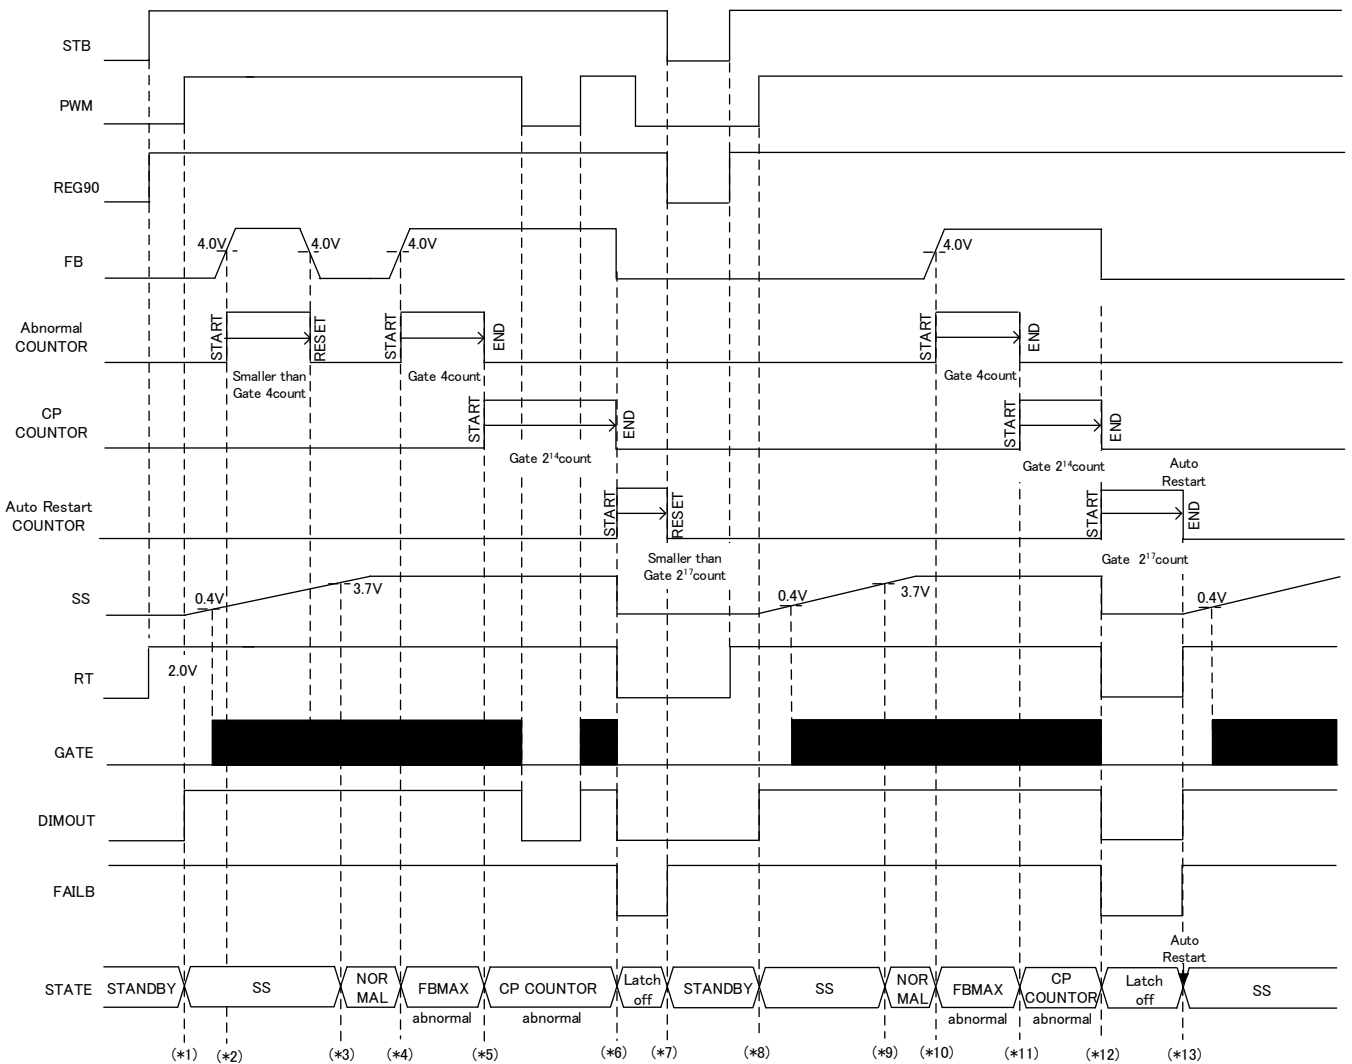 STB
PWM
REG90
4.0V
4.0V
4.0V
4.0V
FB
Abnormal
COUNTOR
START
RESET
START
END
START
END
Smaller than
Gate 4count
Gate 4count
Gate 4count
CP
COUNTOR
START
END
START
END
Gate 2¹⁴count
Gate 2¹⁴count
Auto
Restart
Auto Restart
COUNTOR
START
RESET
START
END
Smaller than
Gate 2¹⁷count
Gate 2¹⁷count
SS
0.4V
3.7V
0.4V
3.7V
0.4V
RT
2.0V
GATE
DIMOUT
FAILB
Auto
Restart
STATE
STANDBY
SS
NOR
MAL
FBMAX
CP COUNTOR
Latch
off
STANDBY
SS
NOR
MAL
FBMAX
CP
COUNTOR
Latch
off
SS
abnormal
abnormal
abnormal
abnormal
(*1) (*2) (*3) (*4) (*5) (*6) (*7) (*8) (*9) (*10) (*11) (*12) (*13)